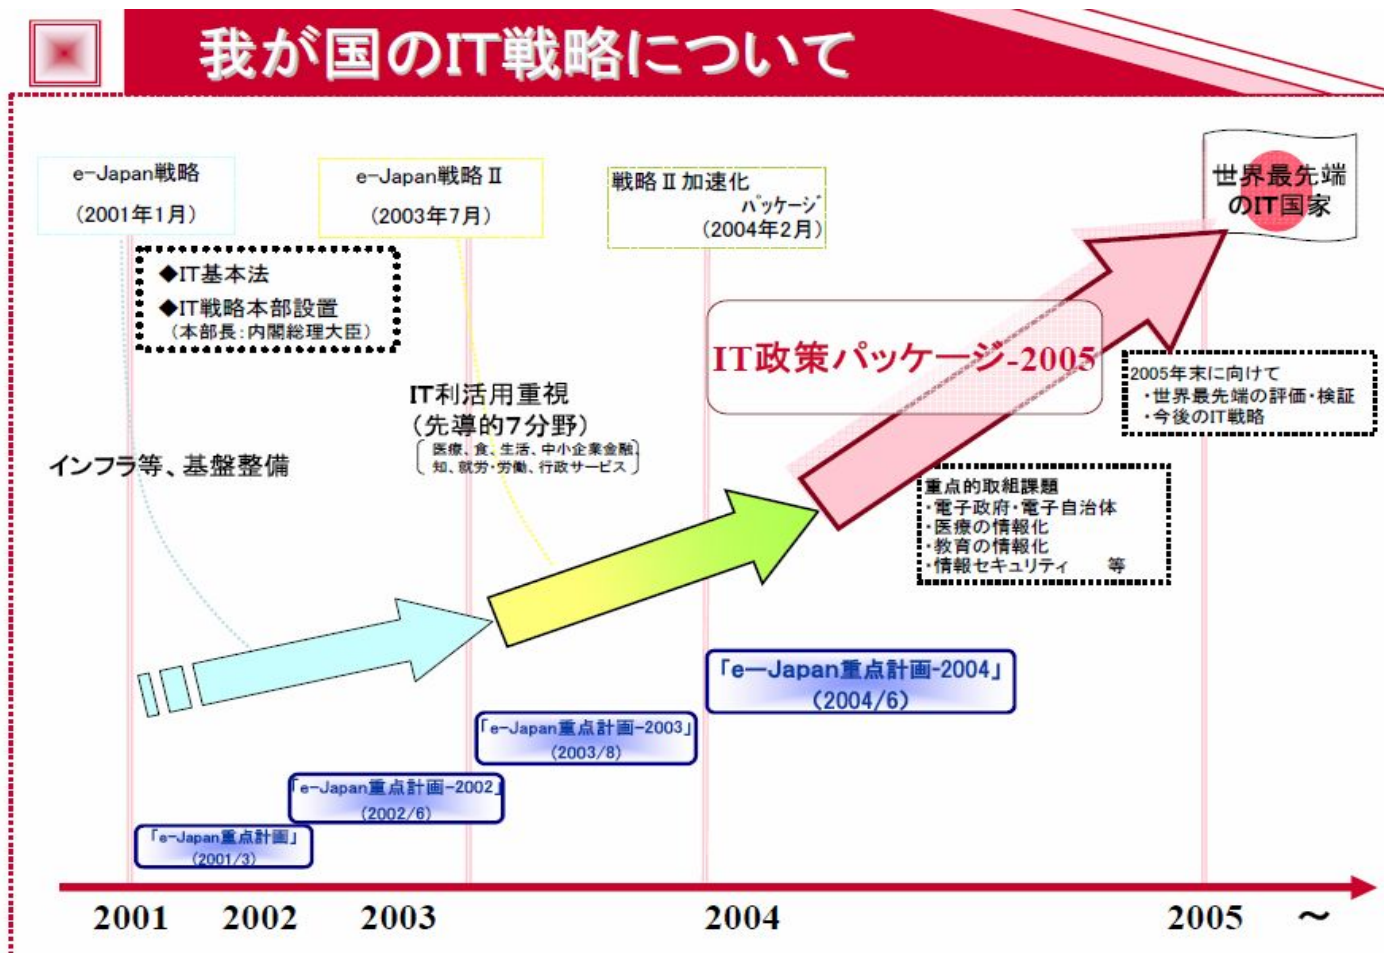 我が国のIT戦略について
e-Japan戦略
(2001年1月)
e-Japan戦略Ⅱ
(2003年7月)
戦略Ⅱ加速化
パッケージ
(2004年2月)
世界最先端
のIT国家
◆IT基本法
◆IT戦略本部設置
(本部長:内閣総理大臣)
IT政策パッケージ-2005
2005年末に向けて
・世界最先端の評価・検証
・今後のIT戦略
IT利活用重視
(先導的7分野)
医療、食、生活、中小企業金融、
知、就労・労働、行政サービス
インフラ等、基盤整備
重点的取組課題
・電子政府・電子自治体
・医療の情報化
・教育の情報化
・情報セキュリティ 等
「e-Japan重点計画-2004」
(2004/6)
「e-Japan重点計画-2003」
(2003/8)
「e-Japan重点計画-2002」
(2002/6)
「e-Japan重点計画」
(2001/3)
2001 2002 2003 2004 2005 ～